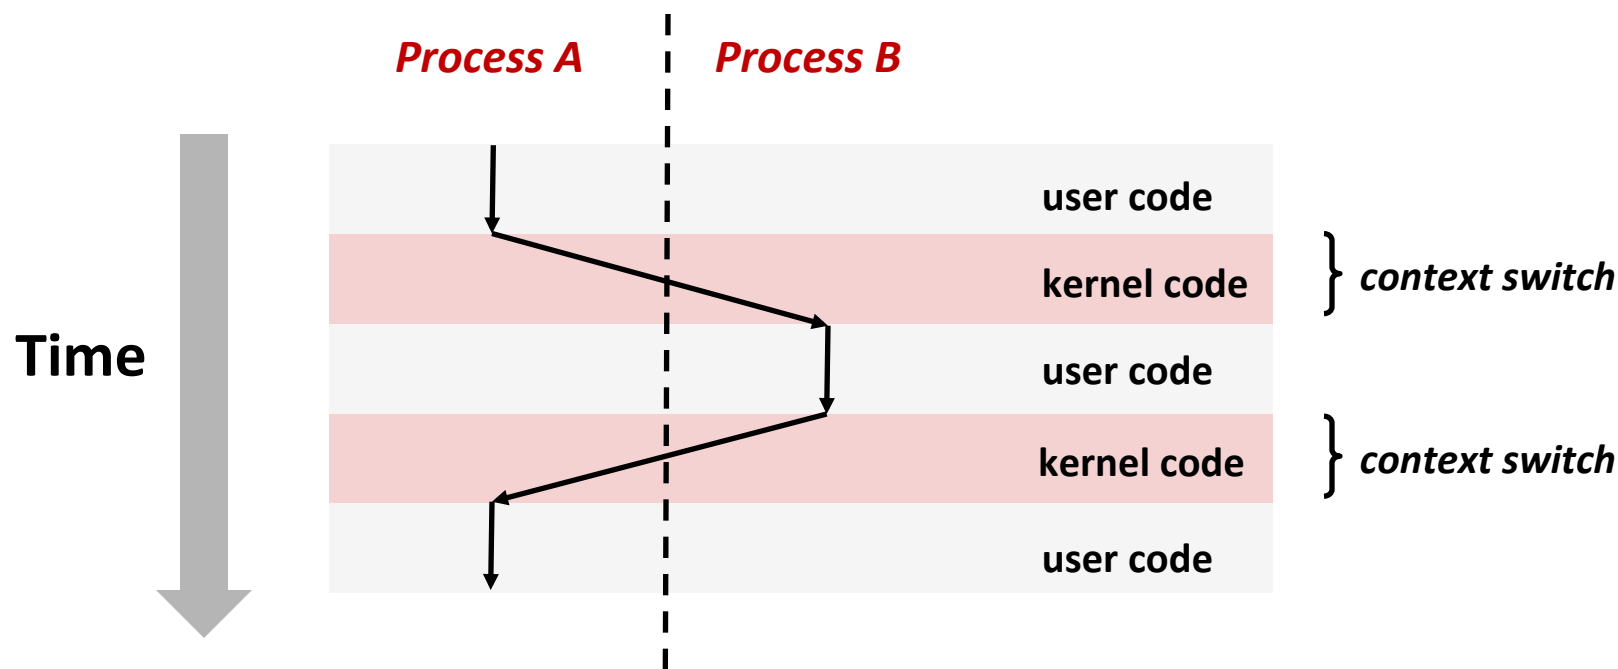 Process A
Process B
user code
kernel code
context switch
Time
user code
kernel code
context switch
user code